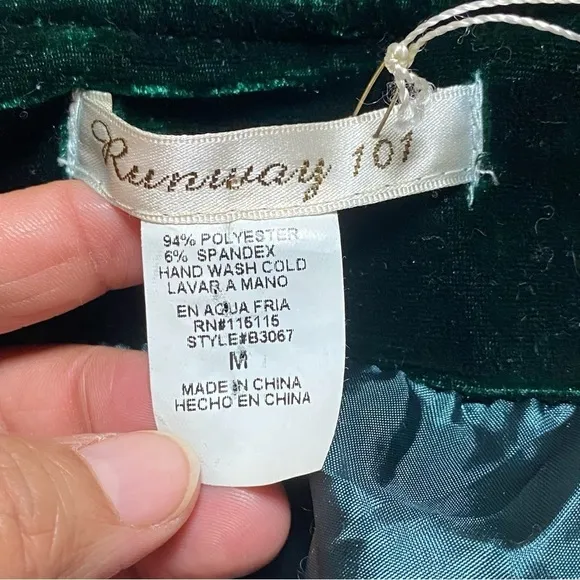 Runway 101
94% POLYESTER
6% SPANDEX
HAND WASH COLD
LAVAR A MANO
EN AQUA FRIA
RN#115115
STYLE#B3067
M
MADE IN CHINA
HECHO EN CHINA